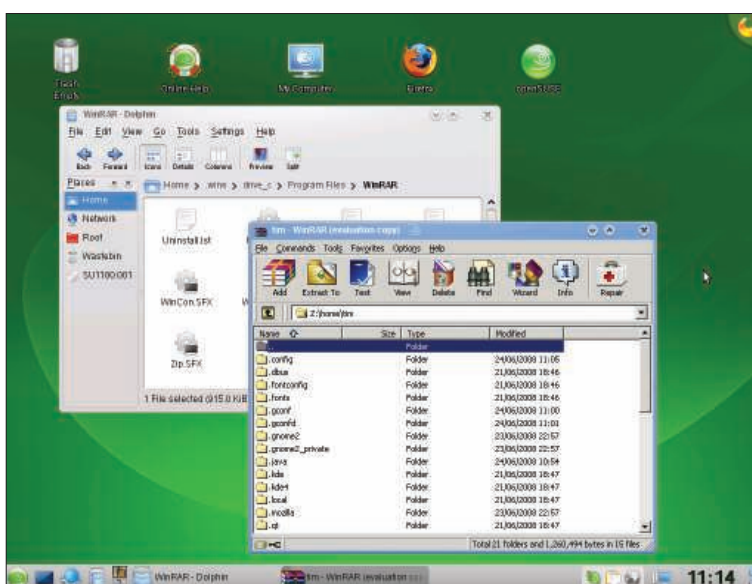 Trash
Empty
Online Help
My Computer
Firefox
openSUSE
WinRAR - Dolphin
File Edit View Go Tools Settings Help
Back Forward Icons Details Columns Preview Split
Places
Home > .wine > drive_c > Program Files > WinRAR
Home
Network
Root
Wastebin
SU1100.001
Uninstall.lst
WinCon.SFX
Zip.SFX
1 File selected (915.0 KiB
tim - WinRAR (evaluation copy)
File Commands Tools Favorites Options Help
Add Extract To Test View Delete Find Wizard Info Repair
Z:\home\tim
Name Size Type Modified
.. Folder
.config Folder 24/06/2008 11:05
.dbus Folder 21/06/2008 18:46
.fontconfig Folder 21/06/2008 18:46
.fonts Folder 21/06/2008 18:46
.gconf Folder 24/06/2008 11:00
.gconfd Folder 24/06/2008 11:01
.gnome2 Folder 23/06/2008 22:57
.gnome2_private Folder 23/06/2008 22:57
.java Folder 24/06/2008 10:54
.kde Folder 21/06/2008 18:47
.kde4 Folder 21/06/2008 18:47
.local Folder 21/06/2008 18:47
.mozilla Folder 23/06/2008 22:57
.qt Folder 21/06/2008 18:47
Total 21 folders and 1,260,494 bytes in 15 files
WinRAR - Dolphin
tim - WinRAR (evaluation co
11:14